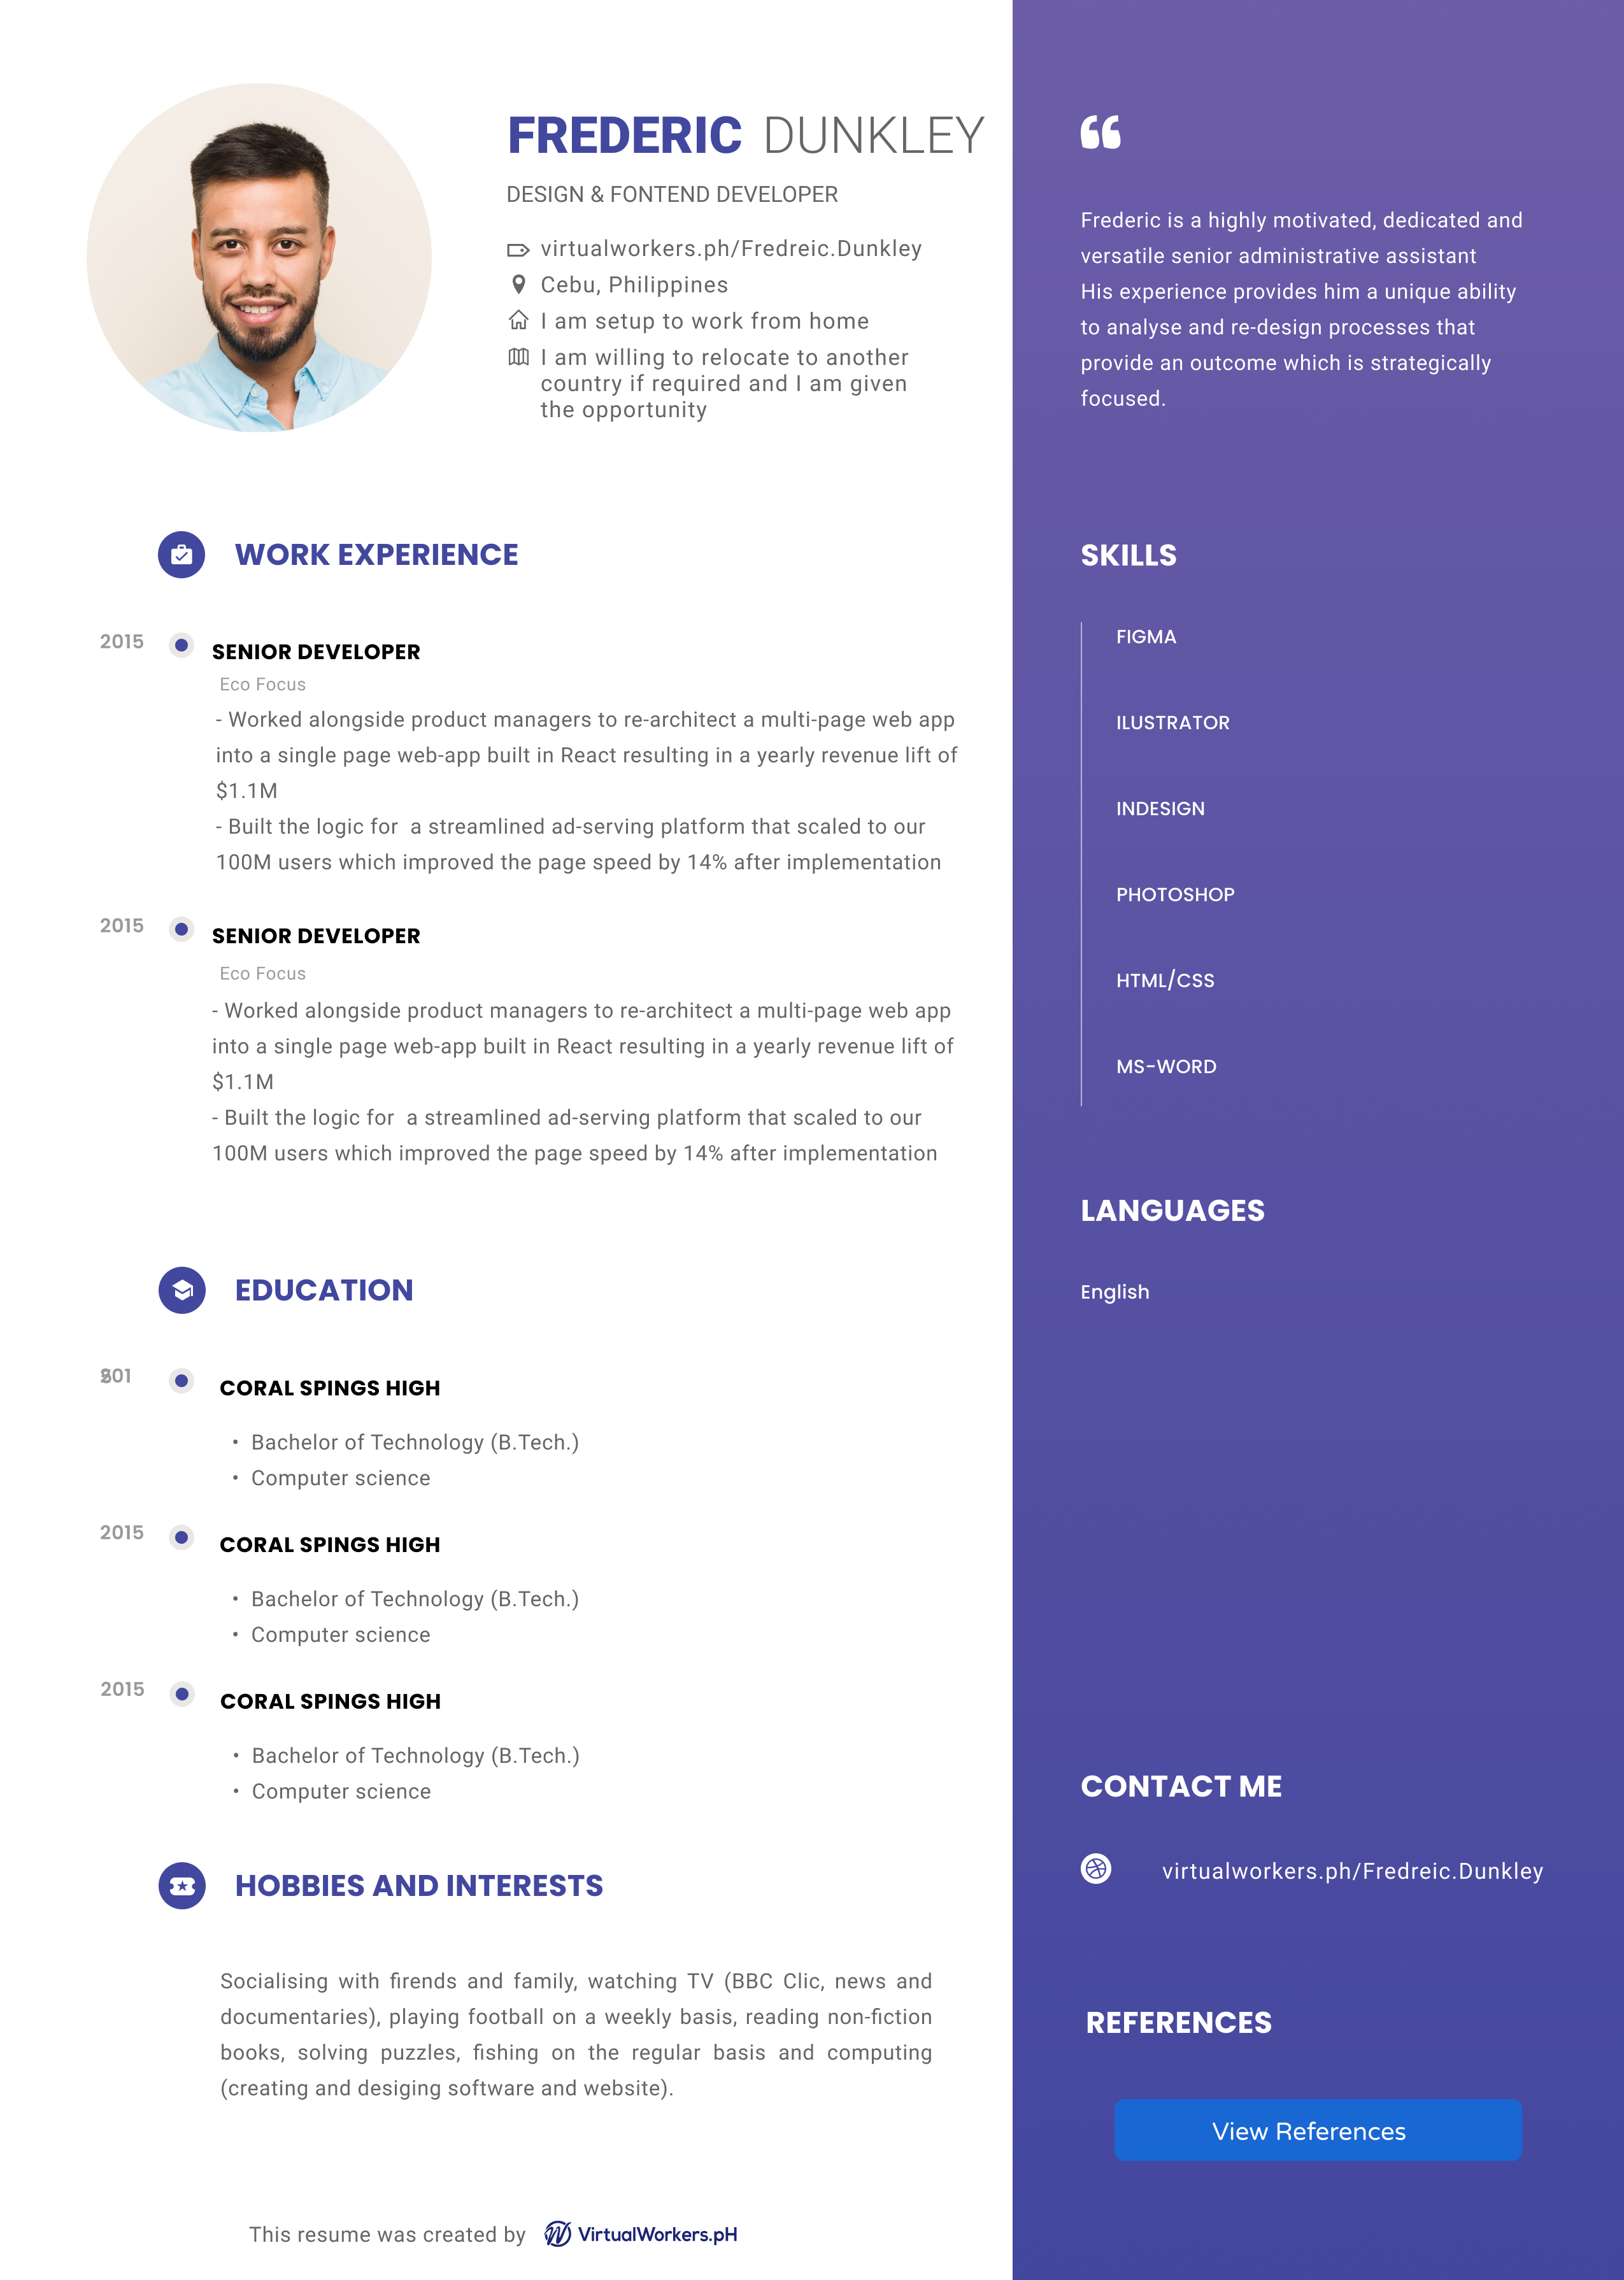 FREDERIC DUNKLEY
DESIGN & FONTEND DEVELOPER
virtualworkers.ph/Fredreic.Dunkley
Cebu, Philippines
I am setup to work from home
I am willing to relocate to another
country if required and I am given
the opportunity
WORK EXPERIENCE
2015
SENIOR DEVELOPER
Eco Focus
- Worked alongside product managers to re-architect a multi-page web app
into a single page web-app built in React resulting in a yearly revenue lift of
$1.1M
- Built the logic for  a streamlined ad-serving platform that scaled to our
100M users which improved the page speed by 14% after implementation
2015
SENIOR DEVELOPER
Eco Focus
- Worked alongside product managers to re-architect a multi-page web app
into a single page web-app built in React resulting in a yearly revenue lift of
$1.1M
- Built the logic for  a streamlined ad-serving platform that scaled to our
100M users which improved the page speed by 14% after implementation
EDUCATION
CORAL SPINGS HIGH
• Bachelor of Technology (B.Tech.)
• Computer science
2015
CORAL SPINGS HIGH
• Bachelor of Technology (B.Tech.)
• Computer science
2015
CORAL SPINGS HIGH
• Bachelor of Technology (B.Tech.)
• Computer science
HOBBIES AND INTERESTS
Socialising with firends and family, watching TV (BBC Clic, news and
documentaries), playing football on a weekly basis, reading non-fiction
books, solving puzzles, fishing on the regular basis and computing
(creating and desiging software and website).
This resume was created by VirtualWorkers.pH
Frederic is a highly motivated, dedicated and
versatile senior administrative assistant
His experience provides him a unique ability
to analyse and re-design processes that
provide an outcome which is strategically
focused.
SKILLS
FIGMA
ILUSTRATOR
INDESIGN
PHOTOSHOP
HTML/CSS
MS-WORD
LANGUAGES
English
CONTACT ME
virtualworkers.ph/Fredreic.Dunkley
REFERENCES
View References